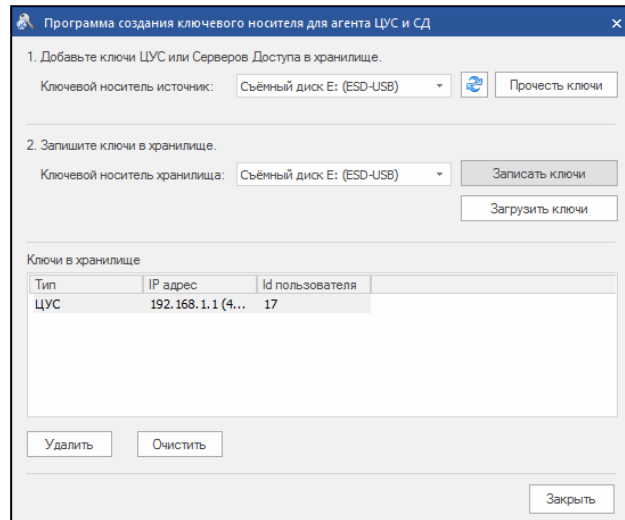 Программа создания ключевого носителя для агента ЦУС и СД
1. Добавьте ключи ЦУС или Серверов Доступа в хранилище.
Ключевой носитель источник: Съёмный диск E: (ESD-USB) Прочесть ключи
2. Запишите ключи в хранилище.
Ключевой носитель хранилища: Съёмный диск E: (ESD-USB) Записать ключи
Загрузить ключи
Ключи в хранилище
Тип IP адрес Id пользователя
ЦУС 192.168.1.1 (4... 17
Удалить Очистить
Закрыть